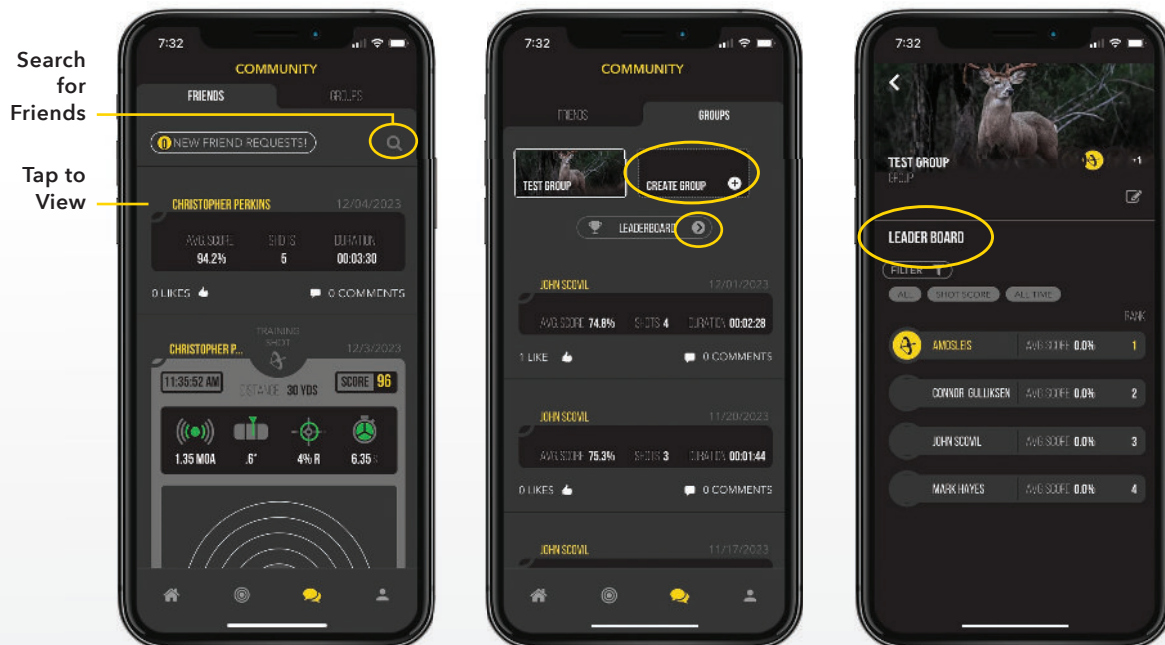 Search
for
Friends
Tap to
View
7:32
COMMUNITY
FRIENDS
GROUPS
0 NEW FRIEND REQUESTS!
CHRISTOPHER PERKINS 12/04/2023
AVG. SCORE SHOTS DURATION
94.2% 5 00:03:30
0 LIKES 0 COMMENTS
TRAINING
SHOT
CHRISTOPHER P... 12/3/2023
11:35:52 AM DISTANCE 30 YDS SCORE 96
1.35 MOA .6° 4% R 6.35 S
7:32
COMMUNITY
FRIENDS GROUPS
TEST GROUP CREATE GROUP
LEADERBOARD
JOHN SCOVIL 12/01/2023
AVG. SCORE 74.8% SHOTS 4 DURATION 00:02:28
1 LIKE 0 COMMENTS
JOHN SCOVIL 11/20/2023
AVG. SCORE 75.3% SHOTS 3 DURATION 00:01:44
0 LIKES 0 COMMENTS
JOHN SCOVIL 11/17/2023
7:32
TEST GROUP +1
GROUP
LEADER BOARD
FILTER
ALL SHOT SCORE ALL TIME
RANK
AMOSLEIS AVG SCORE 0.0% 1
CONNOR GULLIKSEN AVG SCORE 0.0% 2
JOHN SCOVIL AVG SCORE 0.0% 3
MARK HAYES AVG SCORE 0.0% 4